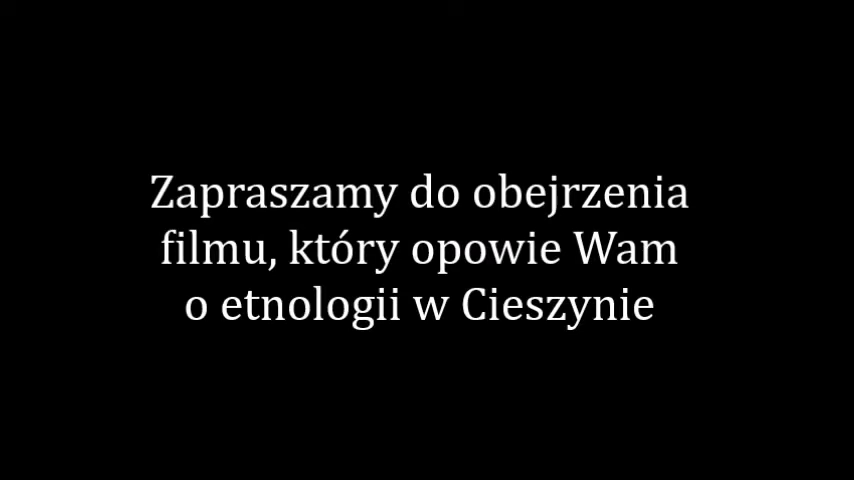 Zapraszamy do obejrzenia
filmu, który opowie Wam
o etnologii w Cieszynie